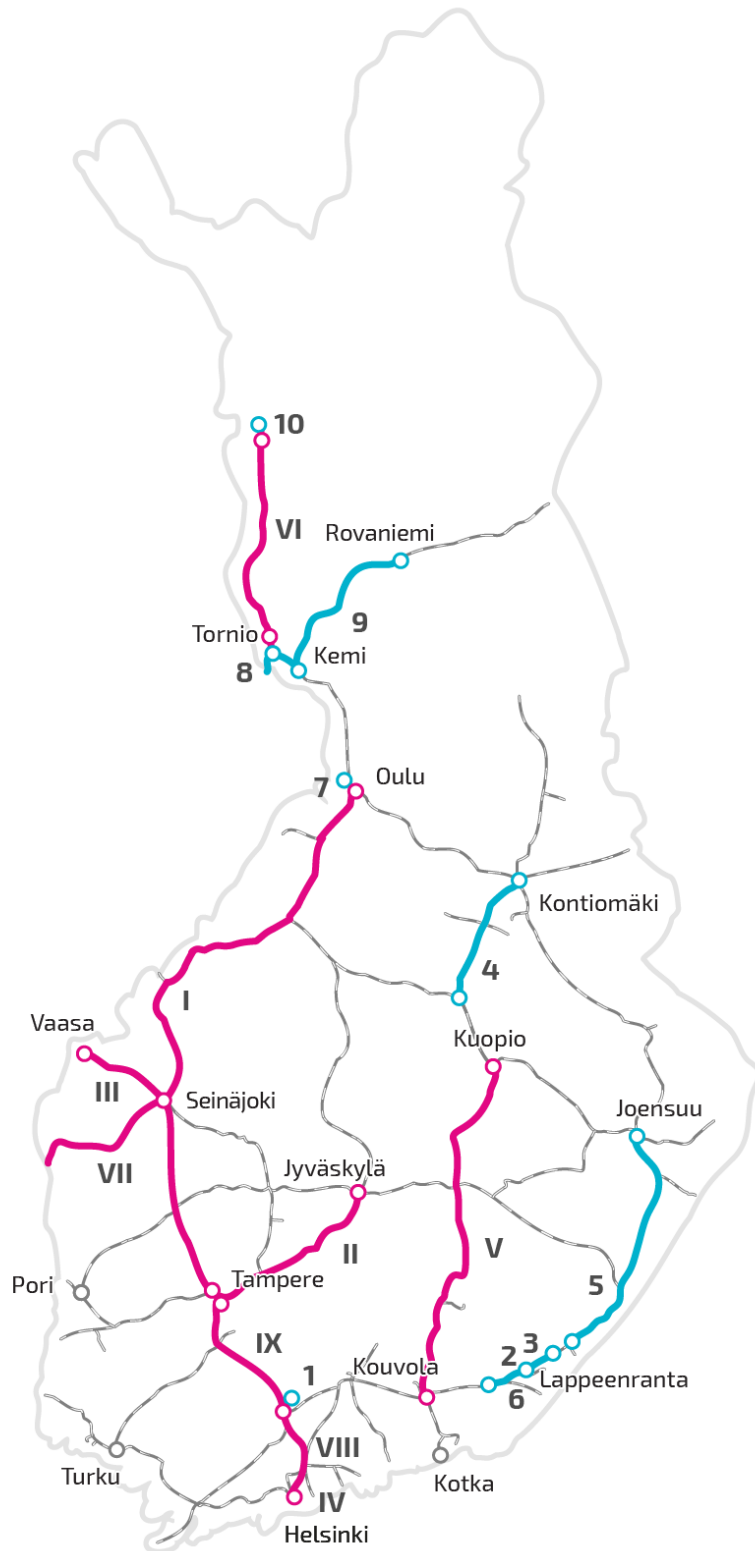 10
VI
Rovaniemi
9
Tornio
8
Kemi
7
Oulu
Kontiomäki
4
I
Vaasa
Kuopio
III
Seinäjoki
Joensuu
VII
Jyväskylä
II
V
Pori
Tampere
5
IX
3
2
Kouvola
1
Lappeenranta
6
VIII
Turku
Kotka
IV
Helsinki